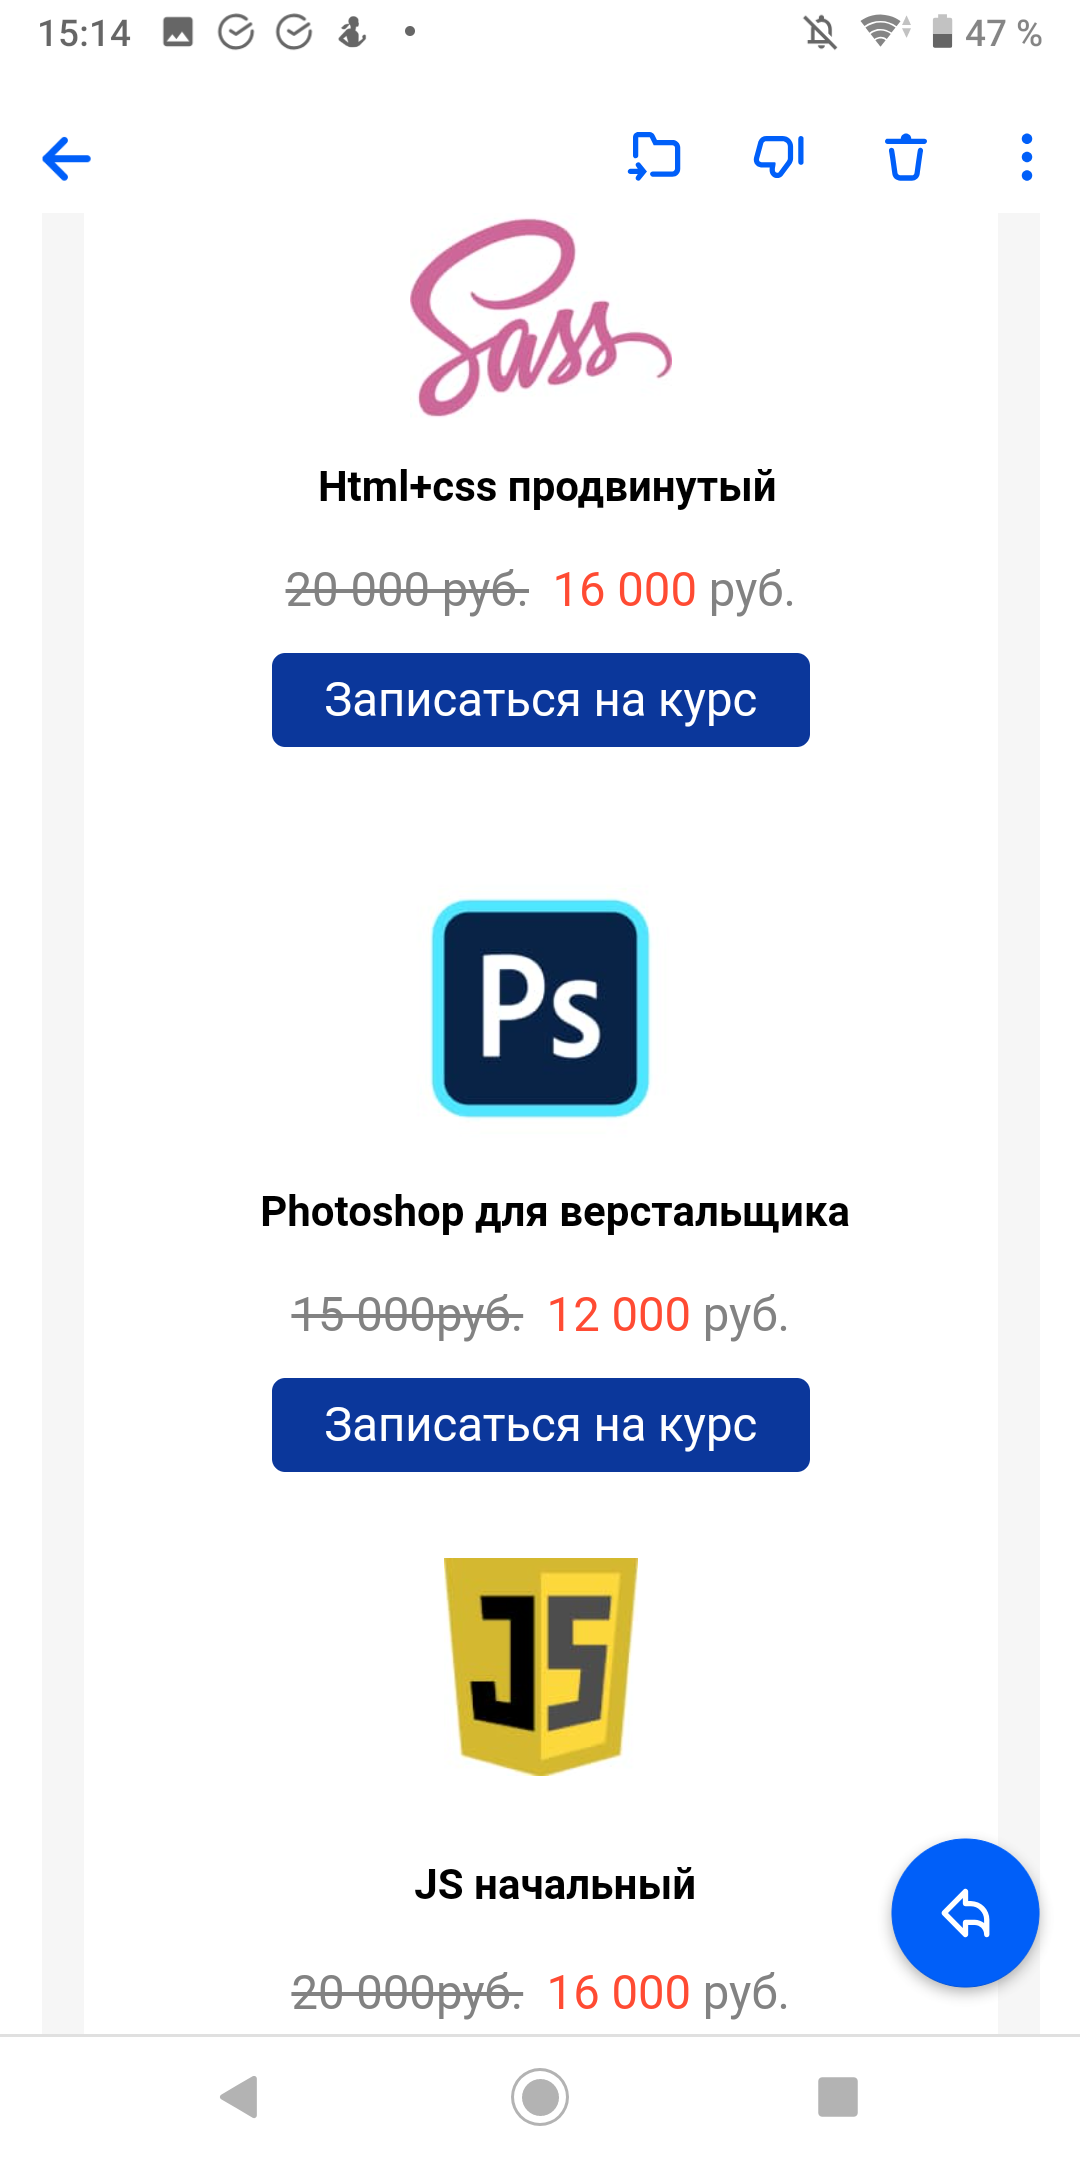 15:14 47 %
Sass
Html+css продвинутый
20 000 руб. 16 000 руб.
Записаться на курс
Ps
Photoshop для верстальщика
15 000руб. 12 000 руб.
Записаться на курс
JS
JS начальный
20 000руб. 16 000 руб.